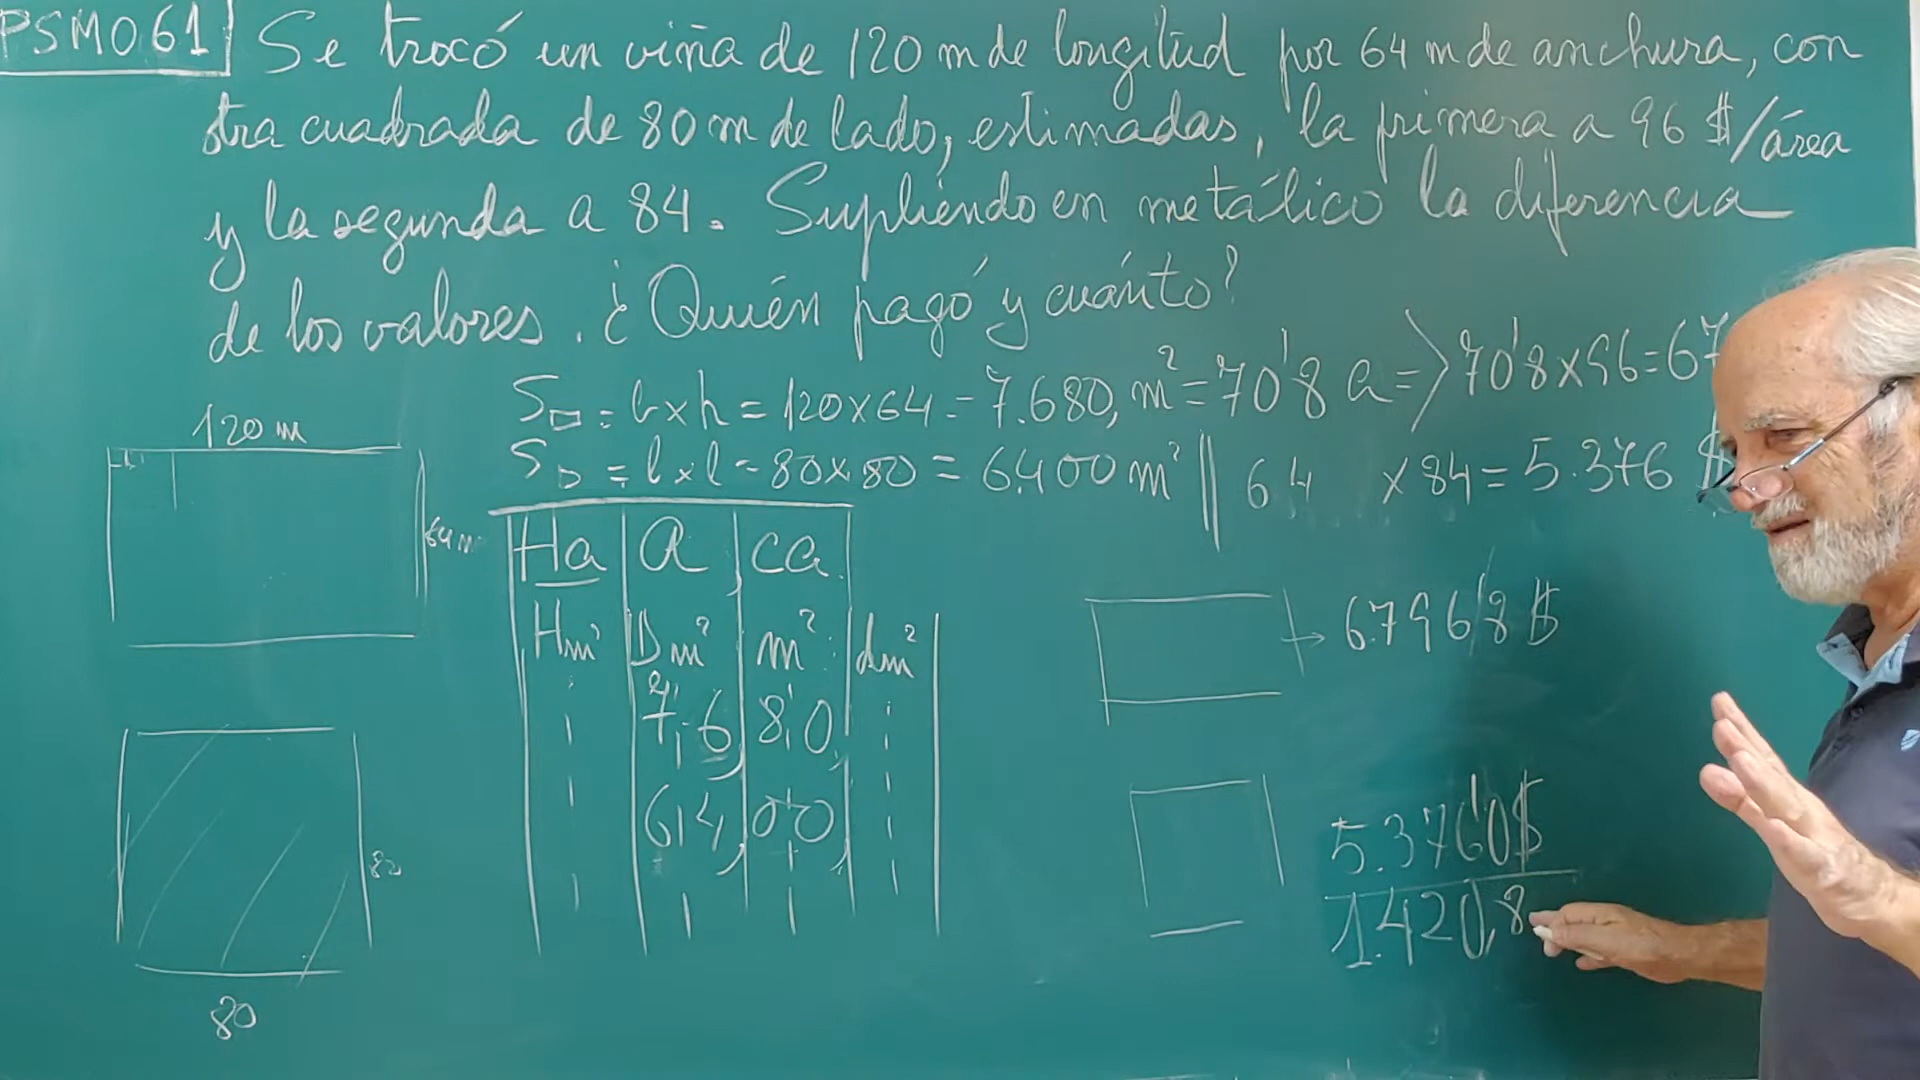 PSM061
Se trocó un viña de 120 m de longitud por 64 m de anchura, con
otra cuadrada de 80 m de lado, estimadas, la primera a 96 $/área
y la segunda a 84. Supliendo en metálico la diferencia
de los valores. ¿Quién pagó y cuánto?
S▭ = b x h = 120 x 64 = 7.680, m² = 70'8 a => 70'8 x 96 = 67
S▫ = l x l = 80 x 80 = 6.400 m² || 64 x 84 = 5.376 $
120 m
64 m
80
Ha | a | ca
Hm² | Dm² | m² | dm²
7 6, 8 0,
6 4, 0 0,
6.796'8 $
5.376'0 $
1.420,8